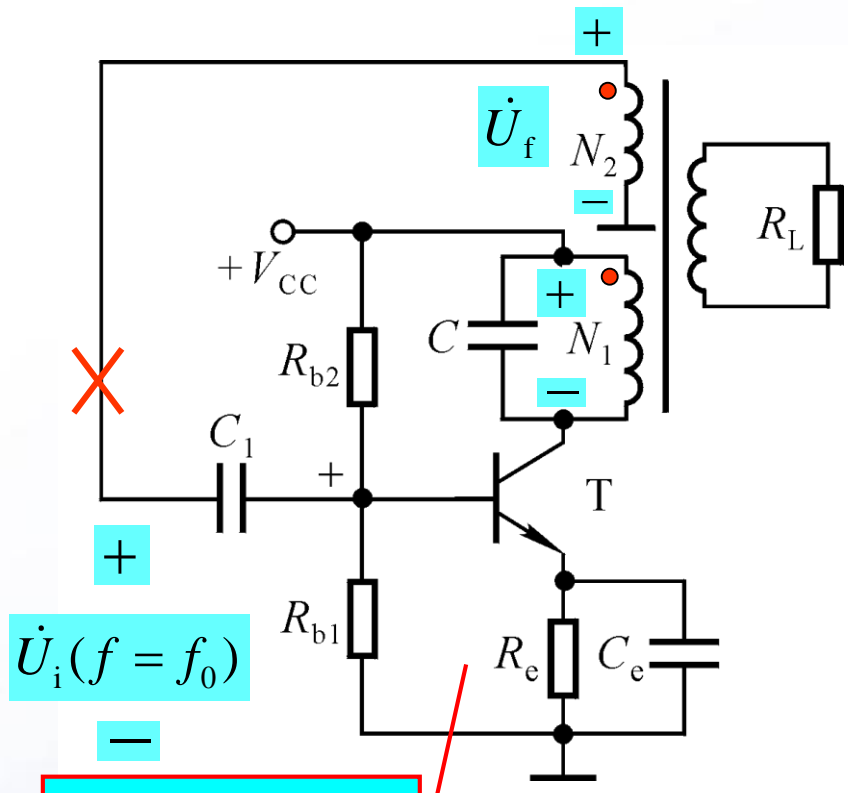 +
U̇f
N2
−
+VCC
RL
+
C
N1
Rb2
−
C1
+
T
+
Rb1
Re
Ce
U̇i(f = f0)
−